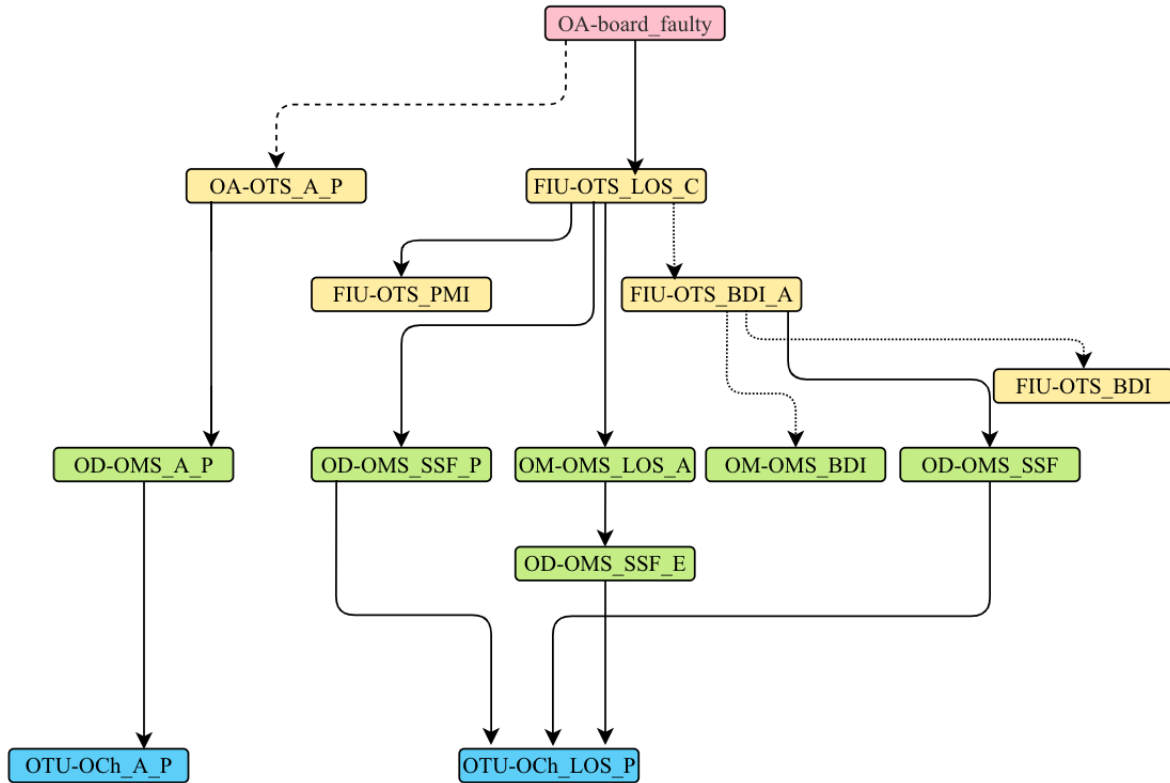 OA-board_faulty
OA-OTS_A_P
FIU-OTS_LOS_C
FIU-OTS_PMI
FIU-OTS_BDI_A
FIU-OTS_BDI
OD-OMS_A_P
OD-OMS_SSF_P
OM-OMS_LOS_A
OM-OMS_BDI
OD-OMS_SSF
OD-OMS_SSF_E
OTU-OCh_A_P
OTU-OCh_LOS_P